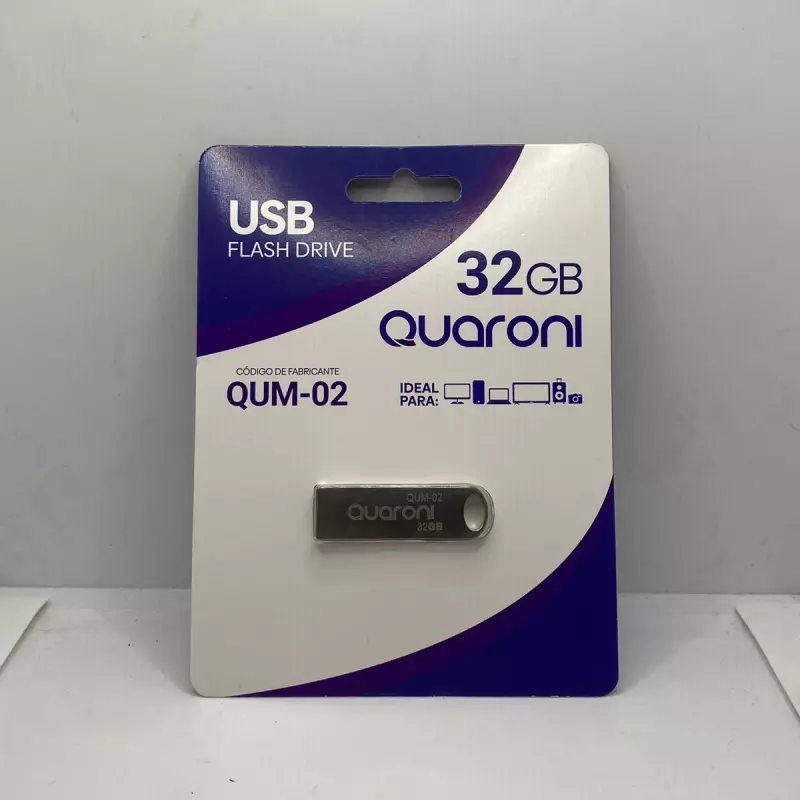 USB
FLASH DRIVE
32GB
Quaroni
CÓDIGO DE FABRICANTE
QUM-02
IDEAL
PARA:
QUM-02
Quaroni
32GB